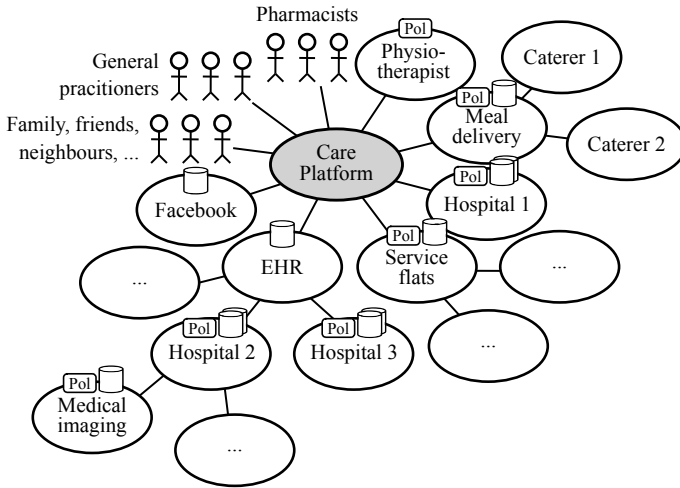 Pharmacists
General
pracitioners
Family, friends,
neighbours, ...
Pol
Physio-
therapist
Caterer 1
Pol
Meal
delivery
Caterer 2
Care
Platform
Pol
Hospital 1
Facebook
Pol
Service
flats
...
EHR
...
...
Pol
Hospital 2
Pol
Hospital 3
Pol
Medical
imaging
...